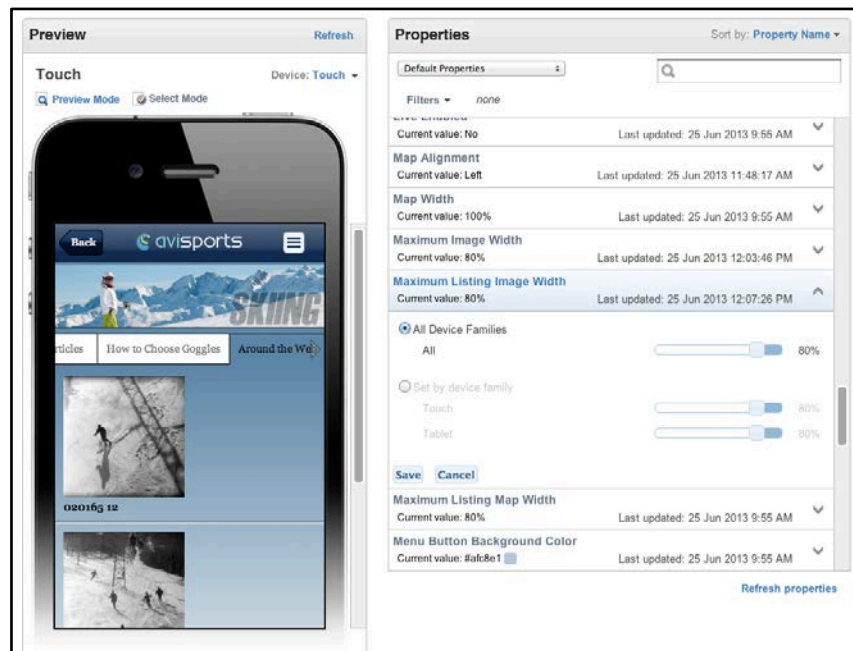 Preview
Refresh
Touch
Device: Touch
Preview Mode
Select Mode
Back
avisports
SKIING
rticles
How to Choose Goggles
Around the We
020165 12
Properties
Sort by: Property Name
Default Properties
Filters
none
Live Enabled
Current value: No
Last updated: 25 Jun 2013 9:55 AM
Map Alignment
Current value: Left
Last updated: 25 Jun 2013 11:48:17 AM
Map Width
Current value: 100%
Last updated: 25 Jun 2013 9:55 AM
Maximum Image Width
Current value: 80%
Last updated: 25 Jun 2013 12:03:46 PM
Maximum Listing Image Width
Current value: 80%
Last updated: 25 Jun 2013 12:07:26 PM
All Device Families
All
80%
Set by device family
Touch
80%
Tablet
80%
Save
Cancel
Maximum Listing Map Width
Current value: 80%
Last updated: 25 Jun 2013 9:55 AM
Menu Button Background Color
Current value: #afc8e1
Last updated: 25 Jun 2013 9:55 AM
Refresh properties